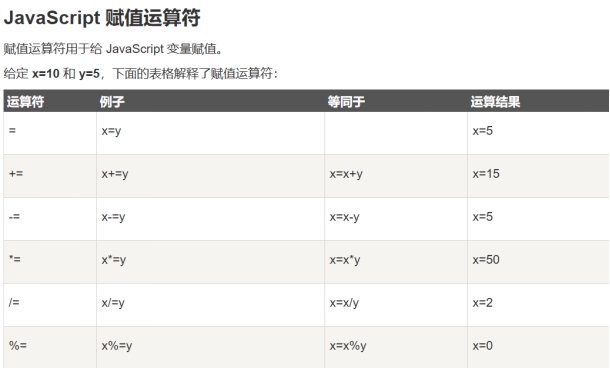 JavaScript 赋值运算符
赋值运算符用于给 JavaScript 变量赋值。
给定 x=10 和 y=5，下面的表格解释了赋值运算符：
运算符 例子 等同于 运算结果
= x=y x=5
+= x+=y x=x+y x=15
-= x-=y x=x-y x=5
*= x*=y x=x*y x=50
/= x/=y x=x/y x=2
%= x%=y x=x%y x=0